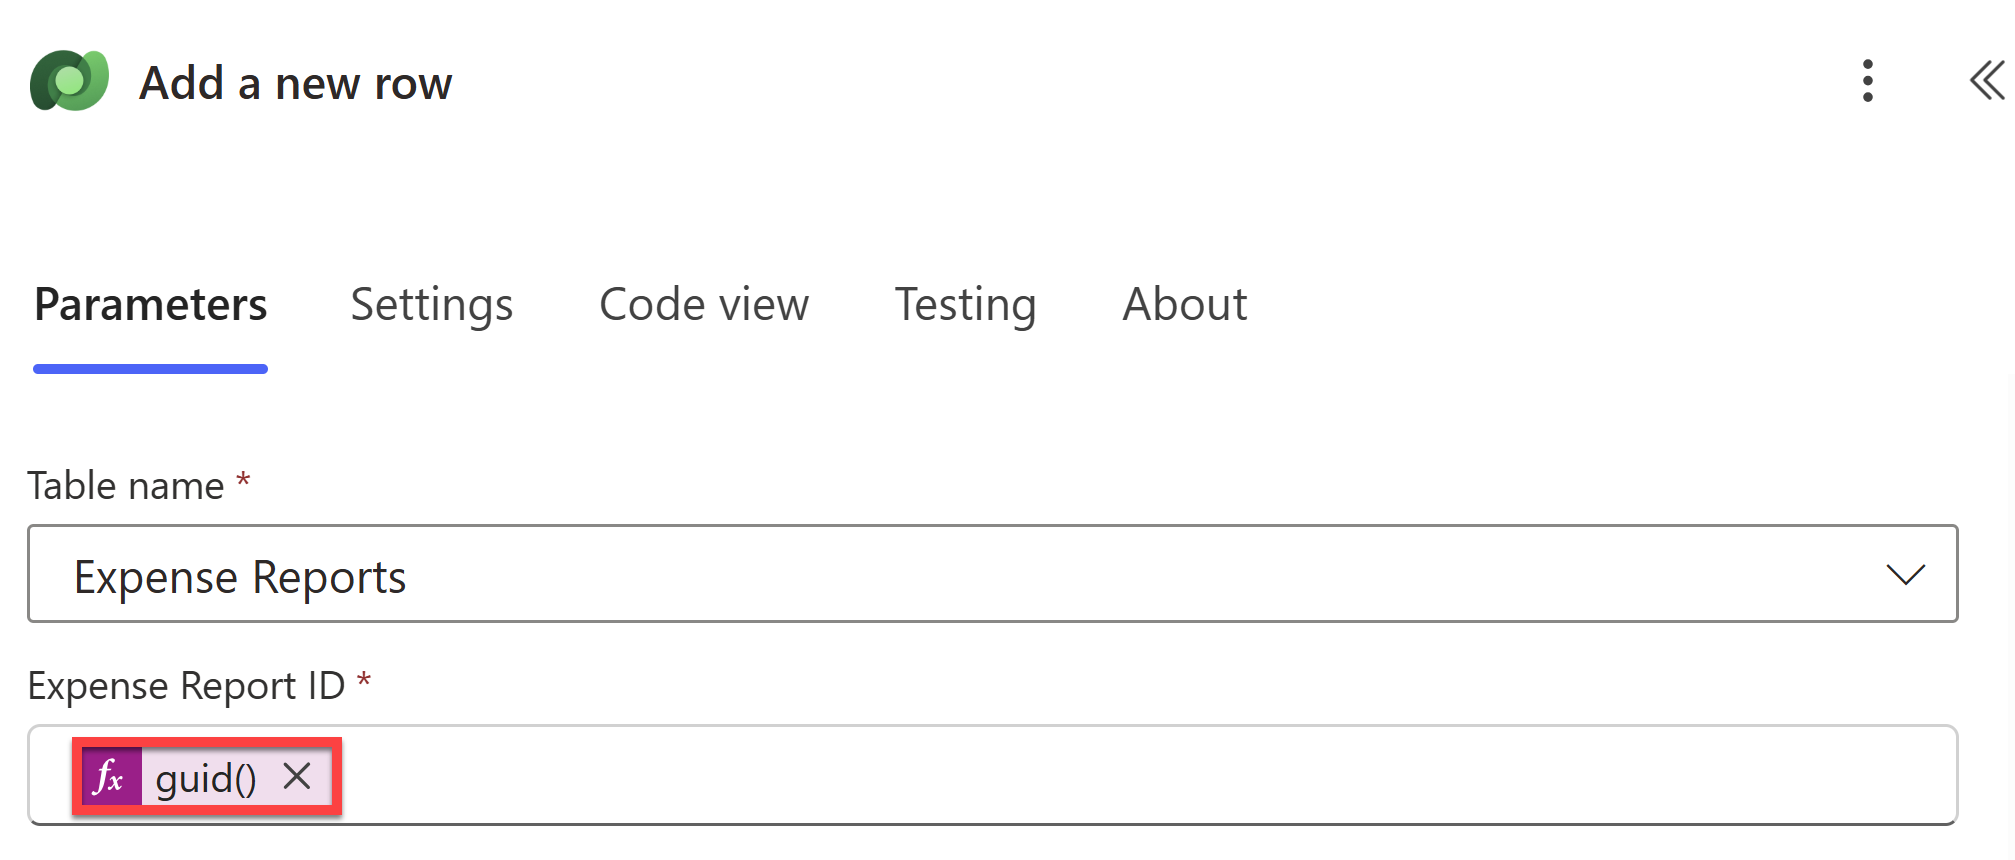 Add a new row
Parameters Settings Code view Testing About
Table name *
Expense Reports
Expense Report ID *
fx guid()